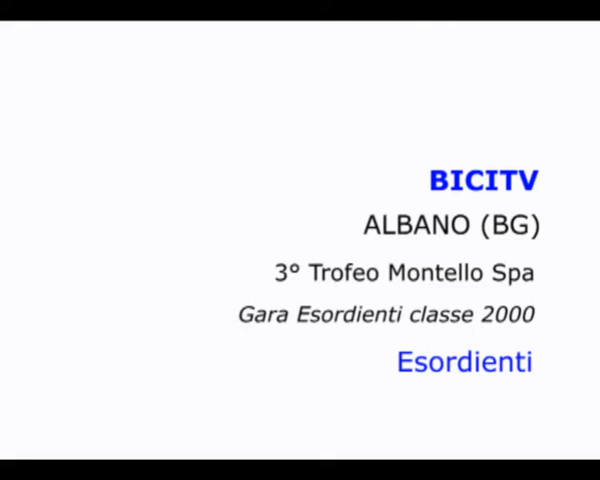 BICITV
ALBANO (BG)
3° Trofeo Montello Spa
Gara Esordienti classe 2000
Esordienti